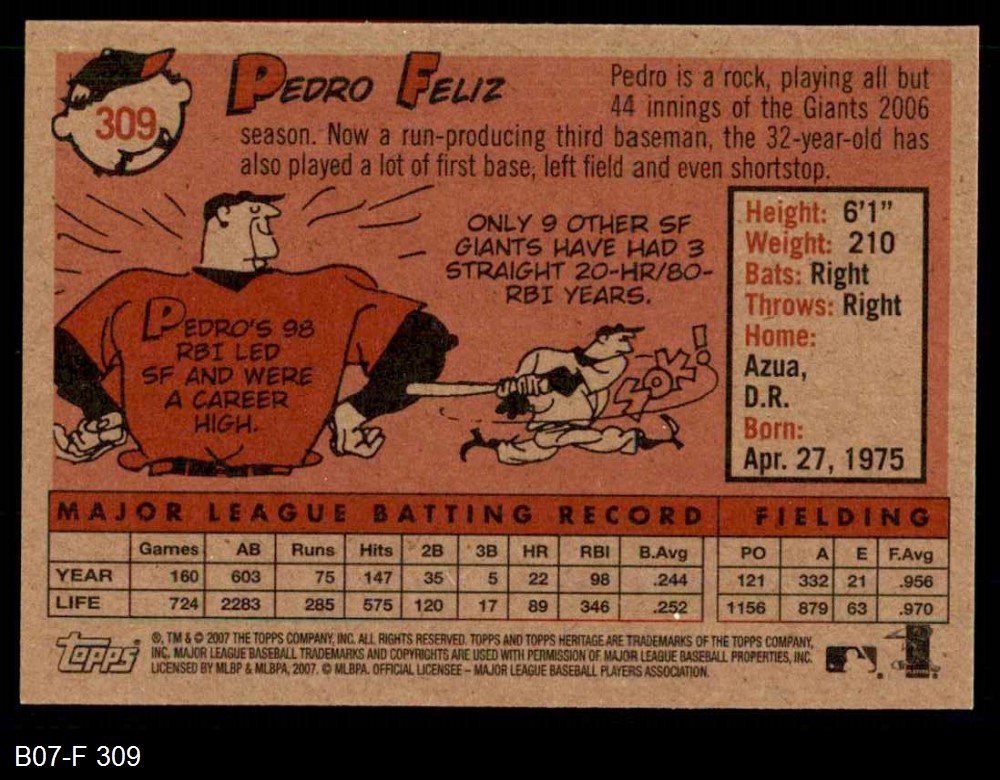 309
PEDRO FELIZ
Pedro is a rock, playing all but
44 innings of the Giants 2006
season. Now a run-producing third baseman, the 32-year-old has
also played a lot of first base, left field and even shortstop.
ONLY 9 OTHER SF
GIANTS HAVE HAD 3
STRAIGHT 20-HR/80-
RBI YEARS.
PEDRO'S 98
RBI LED
SF AND WERE
A CAREER
HIGH.
POK!
Height: 6'1"
Weight: 210
Bats: Right
Throws: Right
Home:
Azua,
D.R.
Born:
Apr. 27, 1975
MAJOR LEAGUE BATTING RECORD FIELDING
Games AB Runs Hits 2B 3B HR RBI B.Avg PO A E F.Avg
YEAR 160 603 75 147 35 5 22 98 .244 121 332 21 .956
LIFE 724 2283 285 575 120 17 89 346 .252 1156 879 63 .970
Topps
®, TM & © 2007 THE TOPPS COMPANY, INC. ALL RIGHTS RESERVED. TOPPS AND TOPPS HERITAGE ARE TRADEMARKS OF THE TOPPS COMPANY,
INC. MAJOR LEAGUE BASEBALL TRADEMARKS AND COPYRIGHTS ARE USED WITH PERMISSION OF MAJOR LEAGUE BASEBALL PROPERTIES, INC.
LICENSED BY MLBP & MLBPA, 2007. © MLBPA. OFFICIAL LICENSEE – MAJOR LEAGUE BASEBALL PLAYERS ASSOCIATION.
B07-F 309